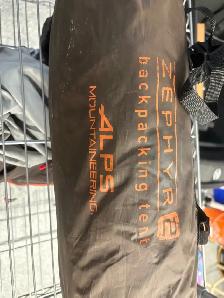 ZEPHYR 2
backpacking tent
ALPS
MOUNTAINEERING